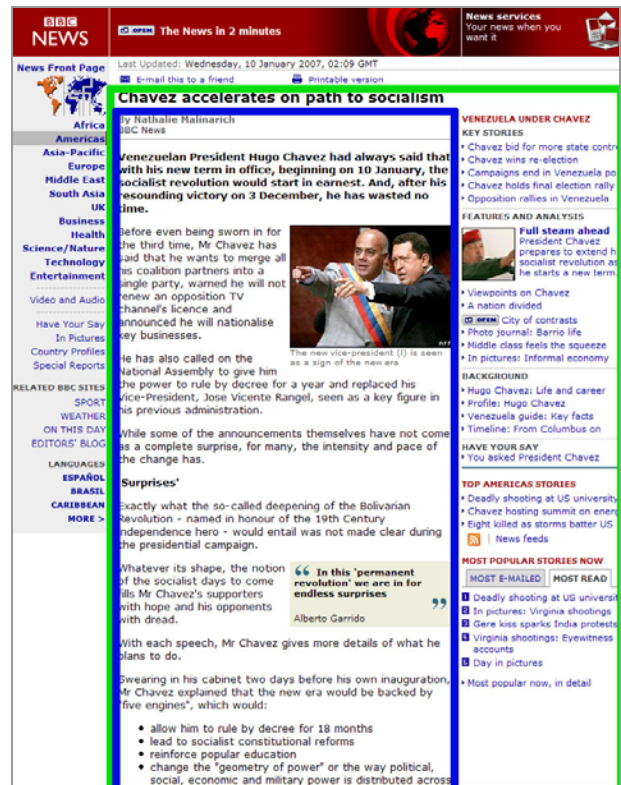 BBC
NEWS
OPEN The News in 2 minutes
News services
Your news when you
want it
News Front Page
Africa
Americas
Asia-Pacific
Europe
Middle East
South Asia
UK
Business
Health
Science/Nature
Technology
Entertainment
Video and Audio
Have Your Say
In Pictures
Country Profiles
Special Reports
RELATED BBC SITES
SPORT
WEATHER
ON THIS DAY
EDITORS' BLOG
LANGUAGES
ESPAÑOL
BRASIL
CARIBBEAN
MORE >
Last Updated: Wednesday, 10 January 2007, 02:09 GMT
E-mail this to a friend
Printable version
Chavez accelerates on path to socialism
By Nathalie Malinarich
BBC News
Venezuelan President Hugo Chavez had always said that
with his new term in office, beginning on 10 January, the
socialist revolution would start in earnest. And, after his
resounding victory on 3 December, he has wasted no
time.
Before even being sworn in for
the third time, Mr Chavez has
said that he wants to merge all
his coalition partners into a
single party, warned he will not
renew an opposition TV
channel's licence and
announced he will nationalise
key businesses.
The new vice-president (l) is seen
as a sign of the new era
He has also called on the
National Assembly to give him
the power to rule by decree for a year and replaced his
Vice-President, Jose Vicente Rangel, seen as a key figure in
his previous administration.
While some of the announcements themselves have not come
as a complete surprise, for many, the intensity and pace of
the change has.
'Surprises'
Exactly what the so-called deepening of the Bolivarian
Revolution - named in honour of the 19th Century
independence hero - would entail was not made clear during
the presidential campaign.
Whatever its shape, the notion
of the socialist days to come
fills Mr Chavez's supporters
with hope and his opponents
with dread.
“ In this 'permanent
revolution' we are in for
endless surprises ”
Alberto Garrido
With each speech, Mr Chavez gives more details of what he
plans to do.
Swearing in his cabinet two days before his own inauguration,
Mr Chavez explained that the new era would be backed by
"five engines", which would:
• allow him to rule by decree for 18 months
• lead to socialist constitutional reforms
• reinforce popular education
• change the "geometry of power" or the way political,
social, economic and military power is distributed across
VENEZUELA UNDER CHAVEZ
KEY STORIES
Chavez bid for more state contr
Chavez wins re-election
Campaigns end in Venezuela po
Chavez holds final election rally
Opposition rallies in Venezuela
FEATURES AND ANALYSIS
Full steam ahead
President Chavez
prepares to extend h
socialist revolution as
he starts a new term.
Viewpoints on Chavez
A nation divided
OPEN City of contrasts
Photo journal: Barrio life
Middle class feels the squeeze
In pictures: Informal economy
BACKGROUND
Hugo Chavez: Life and career
Profile: Hugo Chavez
Venezuela guide: Key facts
Timeline: From Columbus on
HAVE YOUR SAY
You asked President Chavez
TOP AMERICAS STORIES
Deadly shooting at US university
Chavez hosting summit on energ
Eight killed as storms batter US
| News feeds
MOST POPULAR STORIES NOW
MOST E-MAILED MOST READ
1 Deadly shooting at US universit
2 In pictures: Virginia shootings
3 Gere kiss sparks India protests
4 Virginia shootings: Eyewitness
accounts
5 Day in pictures
Most popular now, in detail